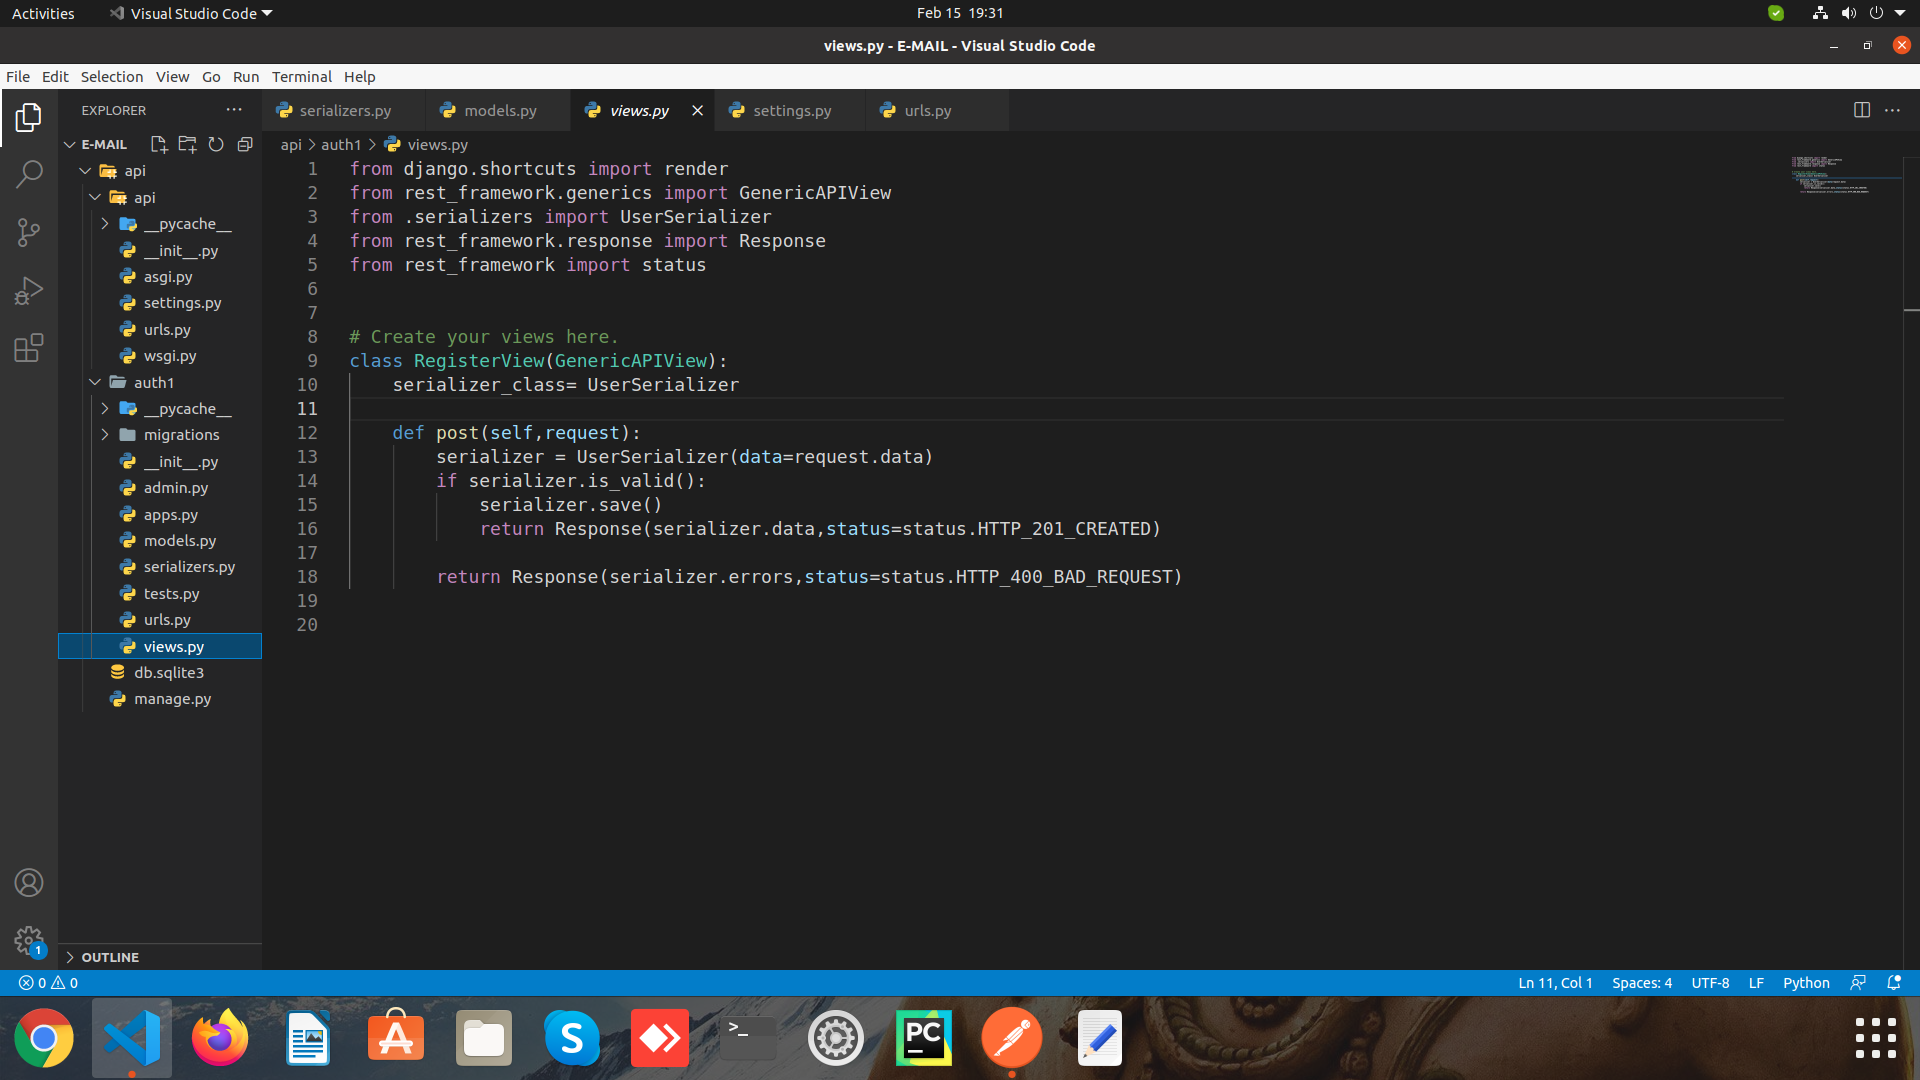 Activities
Visual Studio Code
Feb 15 19:31
views.py - E-MAIL - Visual Studio Code
File Edit Selection View Go Run Terminal Help
EXPLORER
serializers.py
models.py
views.py
settings.py
urls.py
E-MAIL
api
api
__pycache__
__init__.py
asgi.py
settings.py
urls.py
wsgi.py
auth1
__pycache__
migrations
__init__.py
admin.py
apps.py
models.py
serializers.py
tests.py
urls.py
views.py
db.sqlite3
manage.py
OUTLINE
api > auth1 > views.py
1 from django.shortcuts import render
2 from rest_framework.generics import GenericAPIView
3 from .serializers import UserSerializer
4 from rest_framework.response import Response
5 from rest_framework import status
6
7
8 # Create your views here.
9 class RegisterView(GenericAPIView):
10     serializer_class= UserSerializer
11
12     def post(self,request):
13         serializer = UserSerializer(data=request.data)
14         if serializer.is_valid():
15             serializer.save()
16             return Response(serializer.data,status=status.HTTP_201_CREATED)
17
18         return Response(serializer.errors,status=status.HTTP_400_BAD_REQUEST)
19
20
1
0 0
Ln 11, Col 1
Spaces: 4
UTF-8
LF
Python
A
S
>_
PC